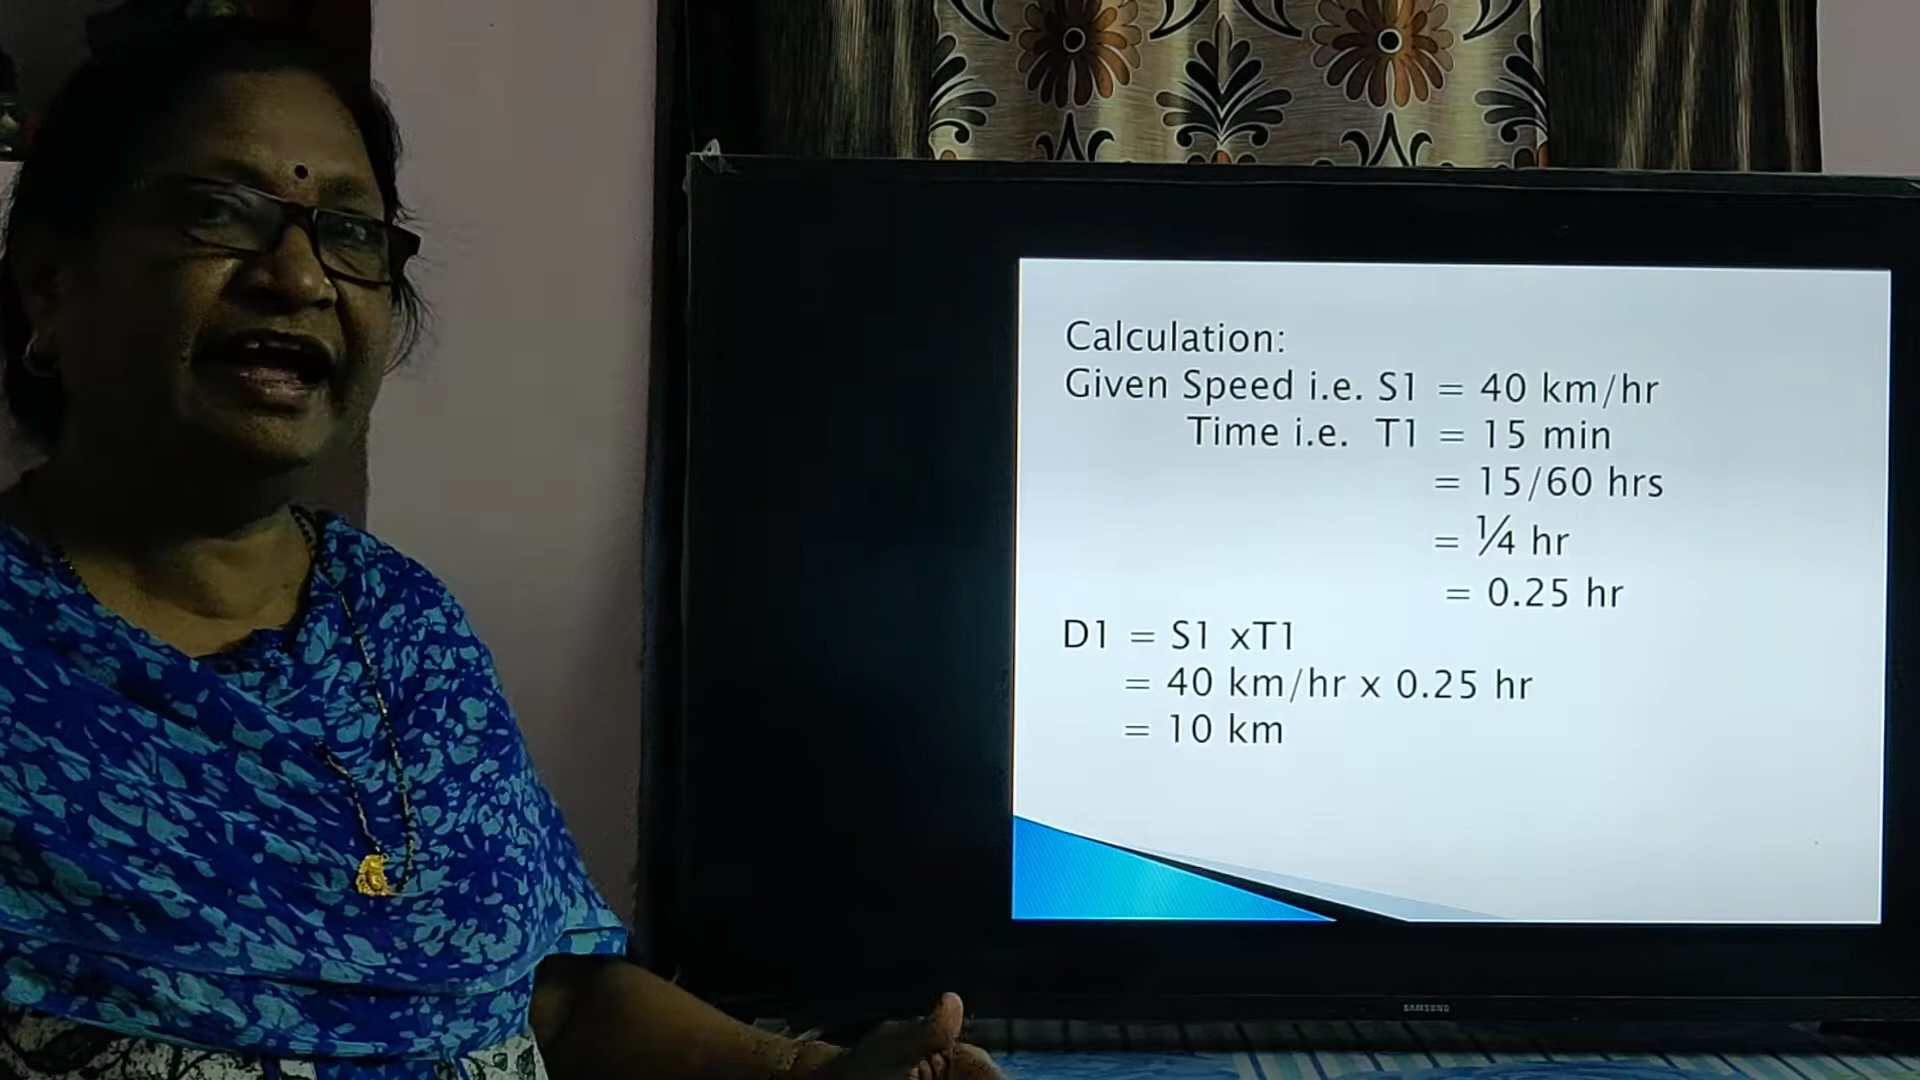 Calculation:
Given Speed i.e. S1 = 40 km/hr
Time i.e. T1 = 15 min
= 15/60 hrs
= ¼ hr
= 0.25 hr
D1 = S1 xT1
= 40 km/hr x 0.25 hr
= 10 km
SAMSUNG